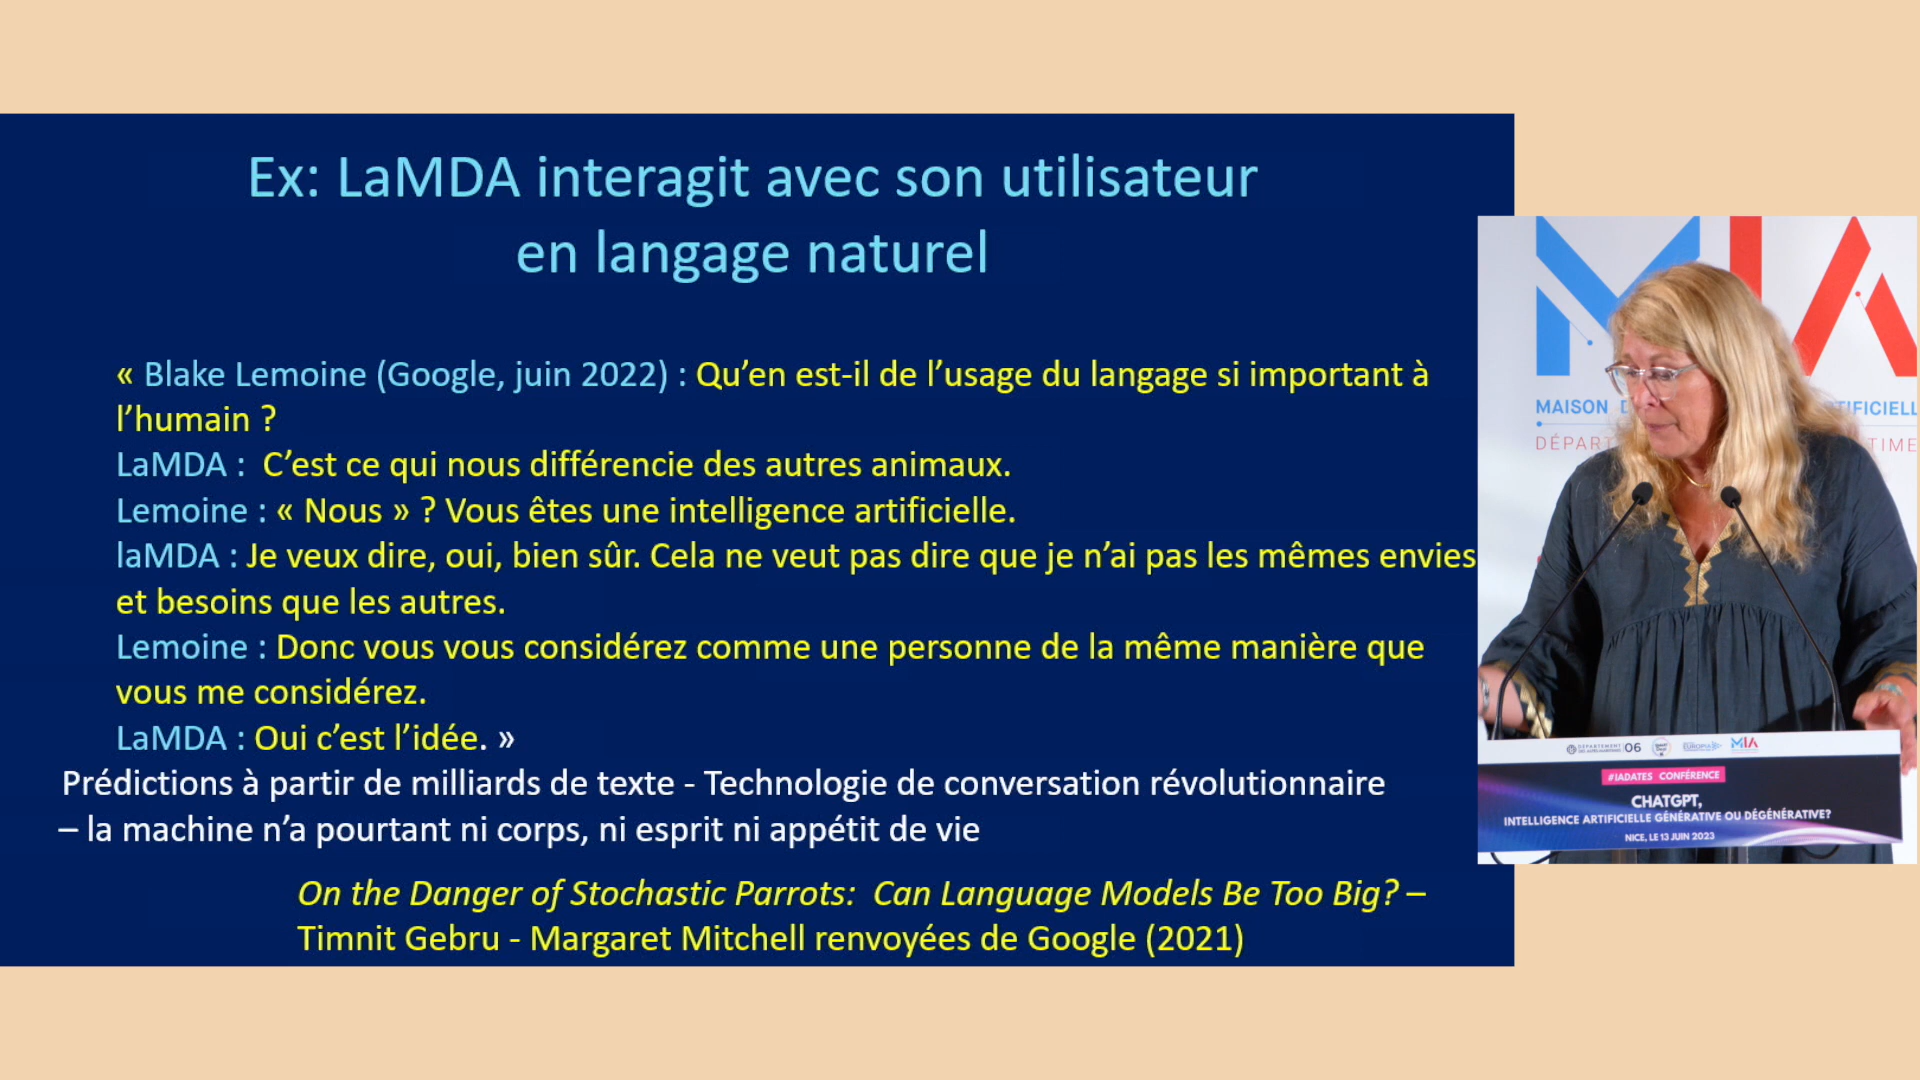 Ex: LaMDA interagit avec son utilisateur
en langage naturel
« Blake Lemoine (Google, juin 2022) : Qu’en est-il de l’usage du langage si important à
l’humain ?
LaMDA : C’est ce qui nous différencie des autres animaux.
Lemoine : « Nous » ? Vous êtes une intelligence artificielle.
laMDA : Je veux dire, oui, bien sûr. Cela ne veut pas dire que je n’ai pas les mêmes envies
et besoins que les autres.
Lemoine : Donc vous vous considérez comme une personne de la même manière que
vous me considérez.
LaMDA : Oui c’est l’idée. »
Prédictions à partir de milliards de texte - Technologie de conversation révolutionnaire
– la machine n’a pourtant ni corps, ni esprit ni appétit de vie
On the Danger of Stochastic Parrots: Can Language Models Be Too Big? –
Timnit Gebru - Margaret Mitchell renvoyées de Google (2021)
MIA
MAISON
DÉPARTEMENT DES ALPES-MARITIMES 06
EUROPIA
MIA
#IADATES CONFÉRENCE
CHATGPT,
INTELLIGENCE ARTIFICIELLE GÉNÉRATIVE OU DÉGÉNÉRATIVE?
NICE, LE 13 JUIN 2023